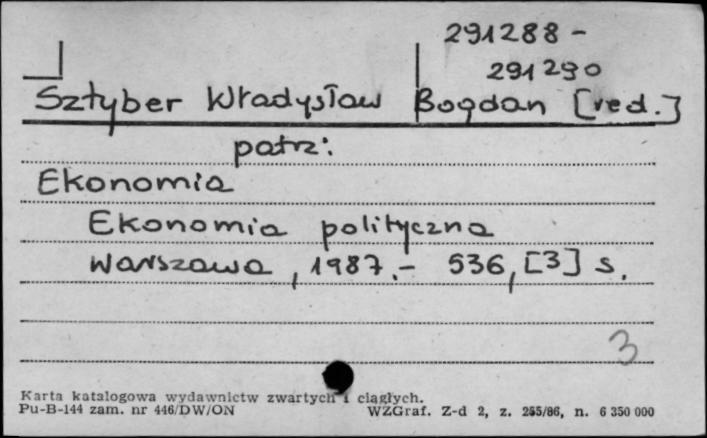 291288 -
291290
Sztyber Władysław Bogdan [red.]
patrz:
Ekonomia
Ekonomia polityczna
Warszawa, 1987.- 536, [3] s.
3
Karta katalogowa wydawnictw zwartych i ciągłych.
Pu-B-144 zam. nr 446/DW/ON WZGraf. Z-d 2, z. 255/86, n. 6 350 000